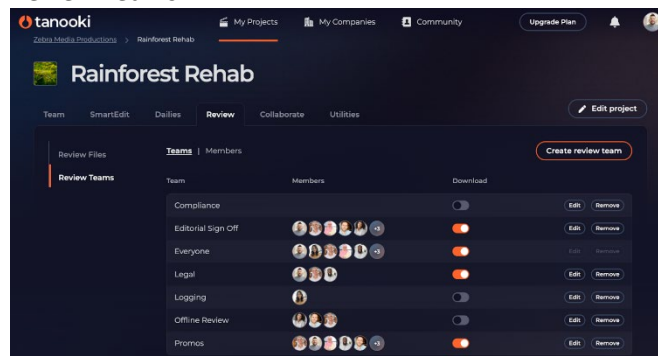 tanooki
My Projects
My Companies
Community
Upgrade Plan
Zebra Media Productions > Rainforest Rehab
Rainforest Rehab
Team
SmartEdit
Dailies
Review
Collaborate
Utilities
Edit project
Review Files
Review Teams
Teams | Members
Create review team
Team Members Download
Compliance Edit Remove
Editorial Sign Off +3 Edit Remove
Everyone +3 Edit Remove
Legal Edit Remove
Logging Edit Remove
Offline Review Edit Remove
Promos +3 Edit Remove